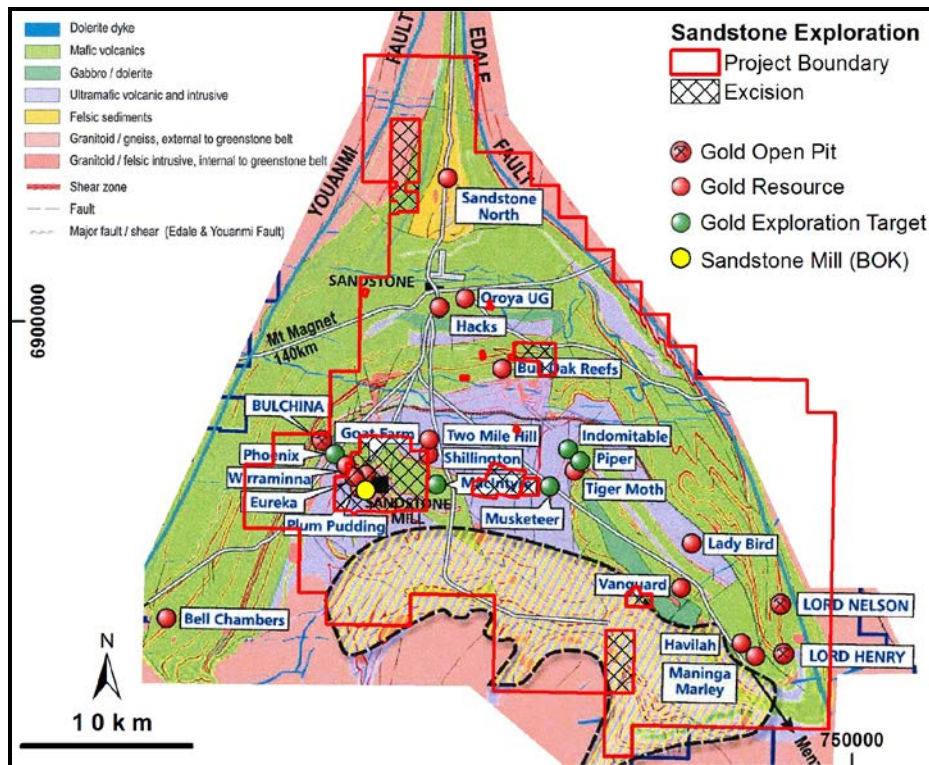 Dolerite dyke
Mafic volcanics
Gabbro / dolerite
Ultramafic volcanic and intrusive
Felsic sediments
Granitoid / gneiss, external to greenstone belt
Granitoid / felsic intrusive, internal to greenstone belt
Shear zone
Fault
Major fault / shear (Edale & Youanmi Fault)
Sandstone Exploration
Project Boundary
Excision
Gold Open Pit
Gold Resource
Gold Exploration Target
Sandstone Mill (BOK)
FAULT
YOUANMI
EDALE
FAULT
Sandstone
North
SANDSTONE
Oroya UG
Hacks
Mt Magnet
140km
6900000
Oak Reefs
BULCHINA
Goat Farm
Two Mile Hill
Indomitable
Phoenix
Shillington
Piper
Wirraminna
MacIntyre
Tiger Moth
Eureka
SANDSTONE
MILL
Musketeer
Plum Pudding
Lady Bird
Vanguard
LORD NELSON
Bell Chambers
Havilah
LORD HENRY
Maninga
Marley
N
10km
750000